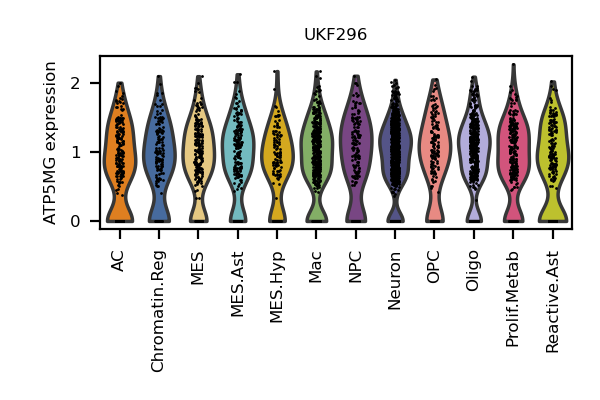 UKF296
ATP5MG expression
2
1
0
AC
Chromatin.Reg
MES
MES.Ast
MES.Hyp
Mac
NPC
Neuron
OPC
Oligo
Prolif.Metab
Reactive.Ast